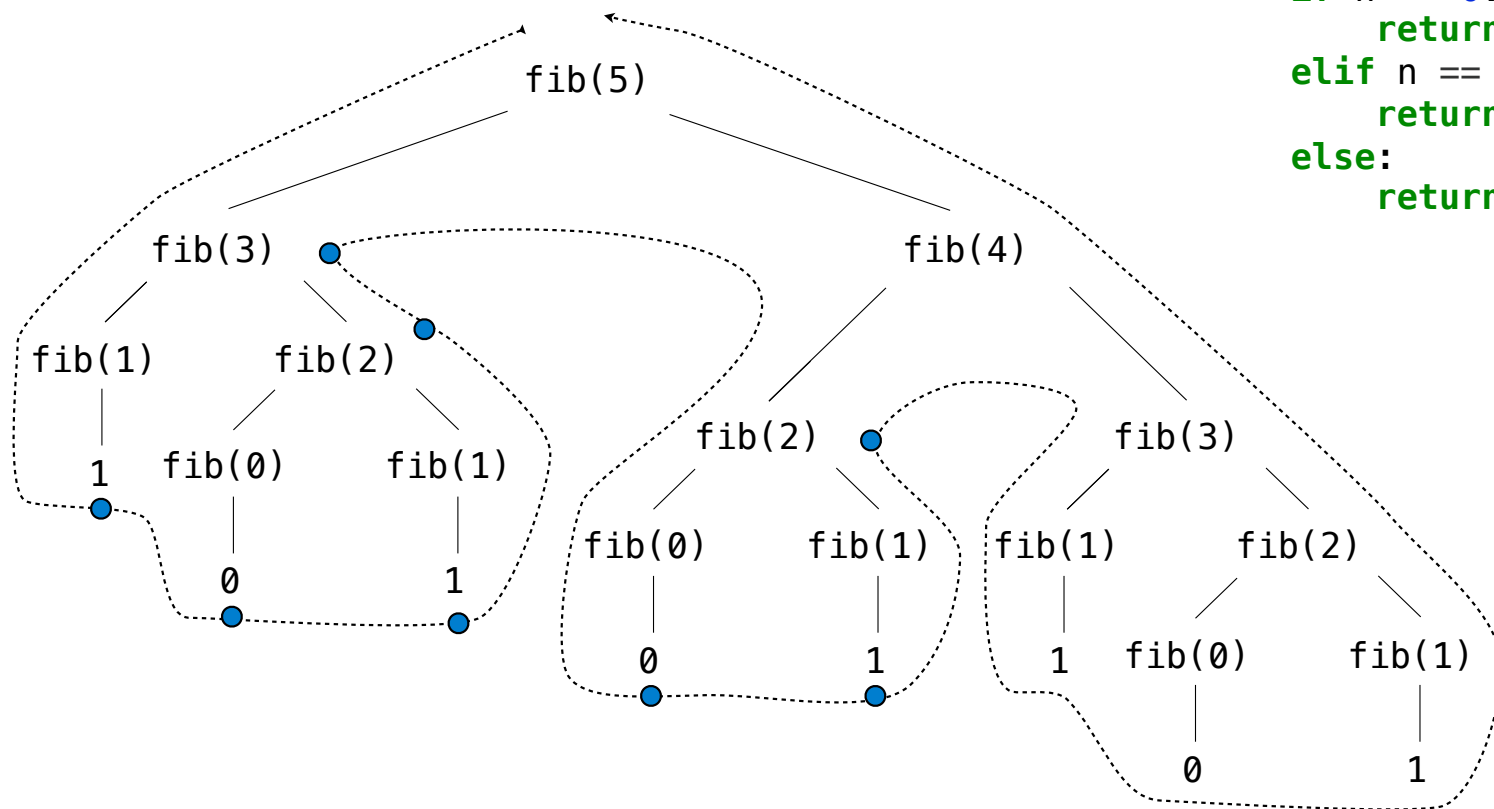 fib(5)
return
elif n ==
return
else:
return
fib(3) fib(4)
fib(1) fib(2)
fib(2) fib(3)
1 fib(0) fib(1)
fib(0) fib(1) fib(1) fib(2)
0 1
0 1 1 fib(0) fib(1)
0 1